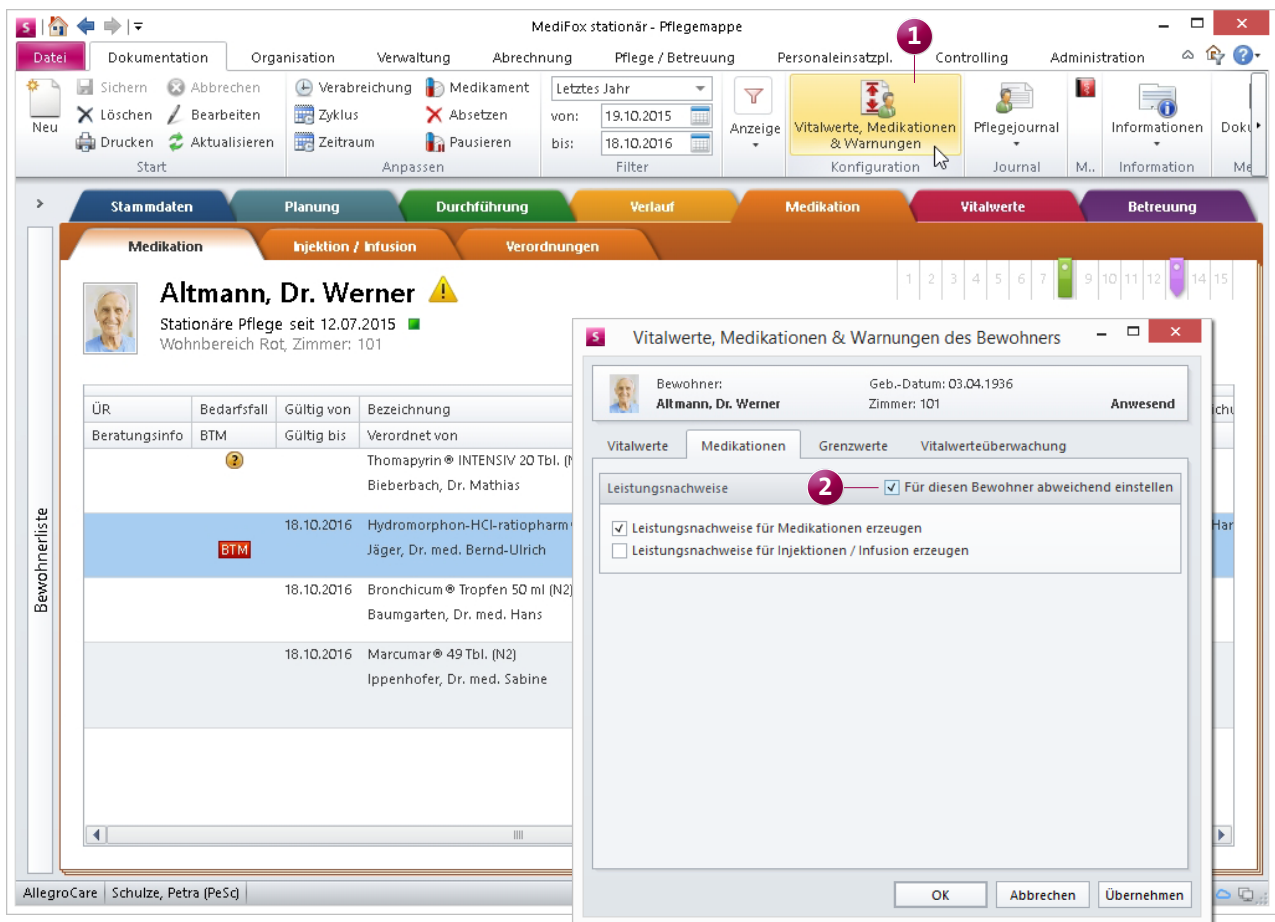 S MediFox stationär - Pflegemappe
1
Datei Dokumentation Organisation Verwaltung Abrechnung Pflege / Betreuung Personaleinsatzpl. Controlling Administration
Neu
Sichern Abbrechen
Löschen Bearbeiten
Drucken Aktualisieren
Start
Verabreichung Medikament
Zyklus Absetzen
Zeitraum Pausieren
Anpassen
Letztes Jahr
von: 19.10.2015
bis: 18.10.2016
Filter
Anzeige
Vitalwerte, Medikationen
& Warnungen
Konfiguration
Pflegejournal
Journal
M..
Informationen
Information
Doku
Me
Stammdaten Planung Durchführung Verlauf Medikation Vitalwerte Betreuung
Medikation Injektion / Infusion Verordnungen
1 2 3 4 5 6 7 9 10 11 12 14 15
Altmann, Dr. Werner
Stationäre Pflege seit 12.07.2015
Wohnbereich Rot, Zimmer: 101
Bewohnerliste
ÜR Bedarfsfall Gültig von Bezeichnung
Beratungsinfo BTM Gültig bis Verordnet von
? Thomapyrin® INTENSIV 20 Tbl.
Bieberbach, Dr. Mathias
18.10.2016 Hydromorphon-HCl-ratiopharm
BTM Jäger, Dr. med. Bernd-Ulrich
18.10.2016 Bronchicum® Tropfen 50 ml (N2)
Baumgarten, Dr. med. Hans
18.10.2016 Marcumar® 49 Tbl. (N2)
Ippenhofer, Dr. med. Sabine
S Vitalwerte, Medikationen & Warnungen des Bewohners
Bewohner: Geb.-Datum: 03.04.1936
Altmann, Dr. Werner Zimmer: 101 Anwesend
Vitalwerte Medikationen Grenzwerte Vitalwerteüberwachung
Leistungsnachweise 2 Für diesen Bewohner abweichend einstellen
Leistungsnachweise für Medikationen erzeugen
Leistungsnachweise für Injektionen / Infusion erzeugen
OK Abbrechen Übernehmen
AllegroCare Schulze, Petra (PeSc)